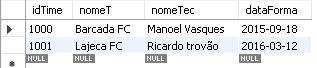 idTime nomeT nomeTec dataForma
1000 Barcada FC Manoel Vasques 2015-09-18
1001 Lajeca FC Ricardo trovão 2016-03-12
NULL NULL NULL NULL